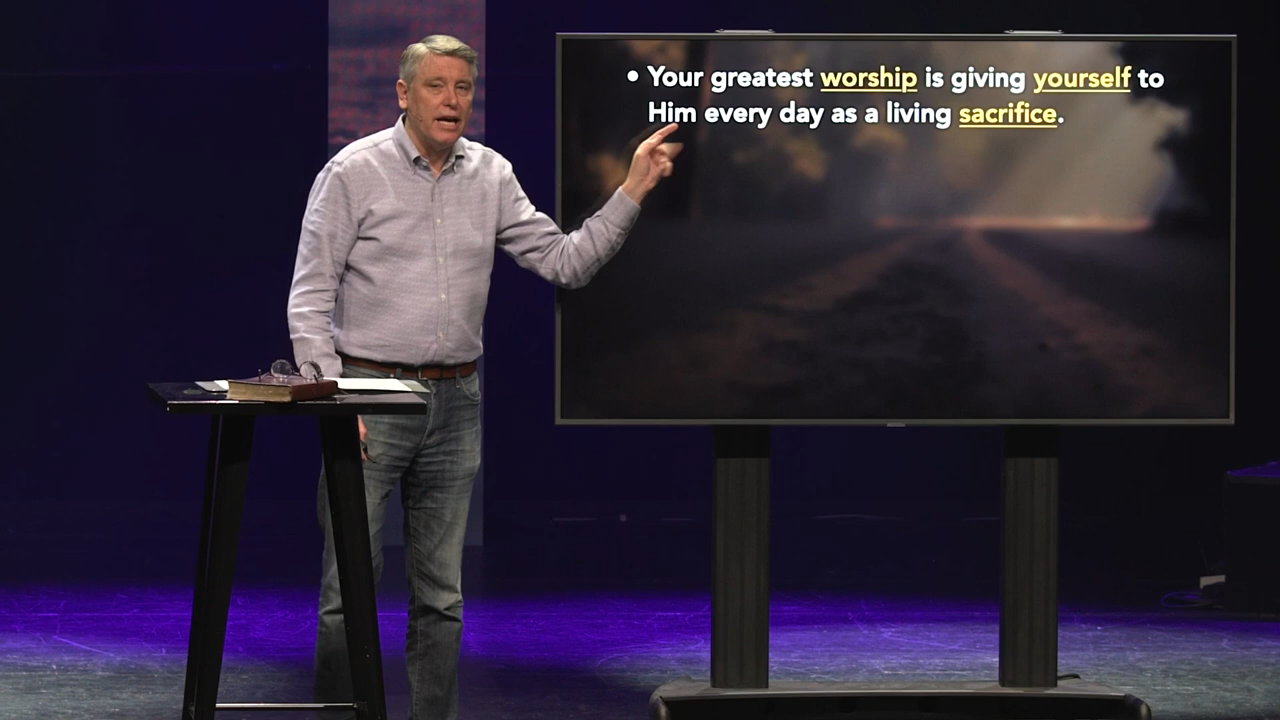 • Your greatest worship is giving yourself to
Him every day as a living sacrifice.